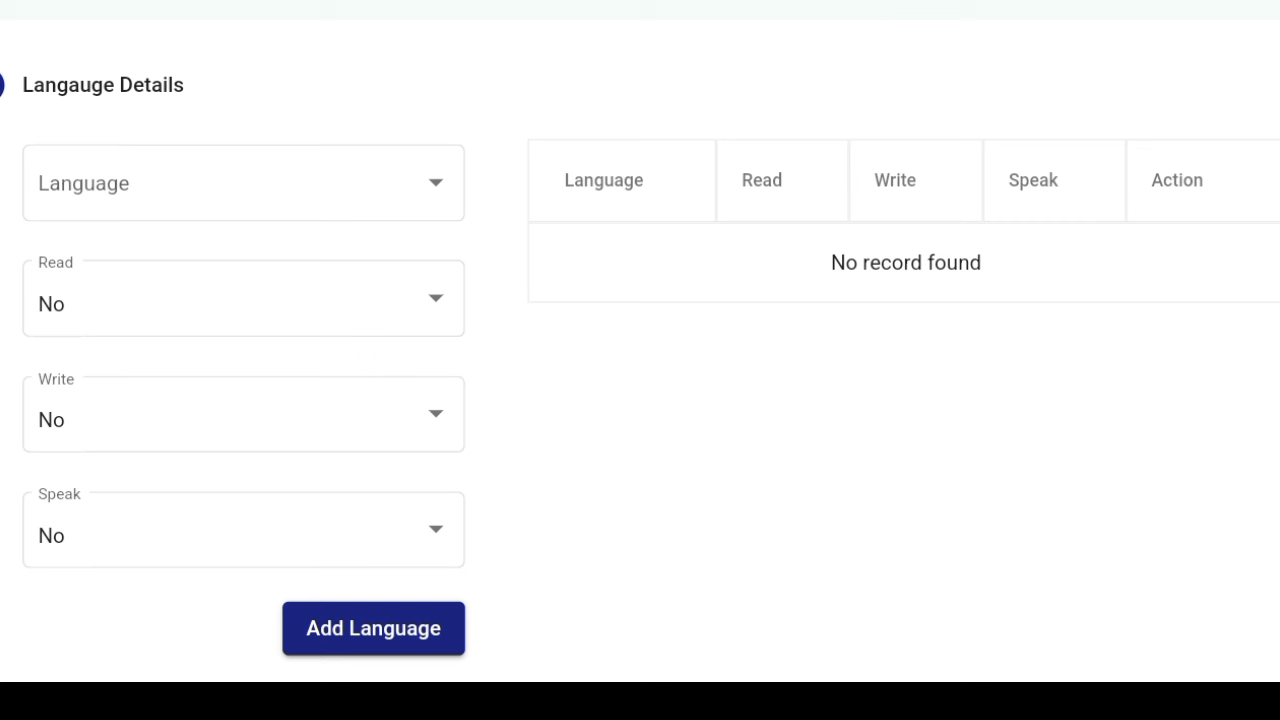 Langauge Details
Language
Read
No
Write
No
Speak
No
Add Language
Language Read Write Speak Action
No record found